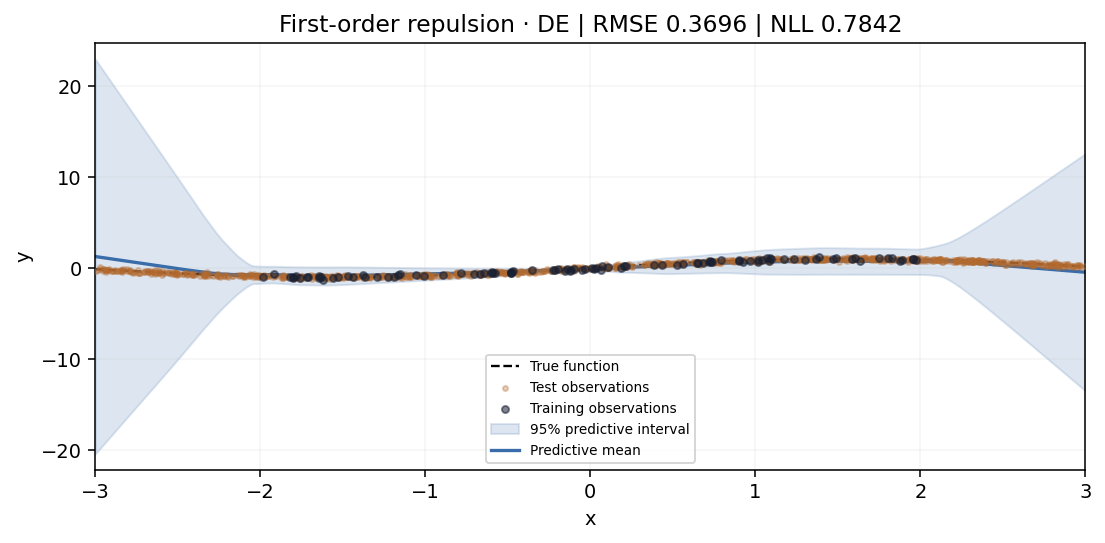 First-order repulsion · DE | RMSE 0.3696 | NLL 0.7842
20
10
0
−10
−20
y
True function
Test observations
Training observations
95% predictive interval
Predictive mean
−3 −2 −1 0 1 2 3
x